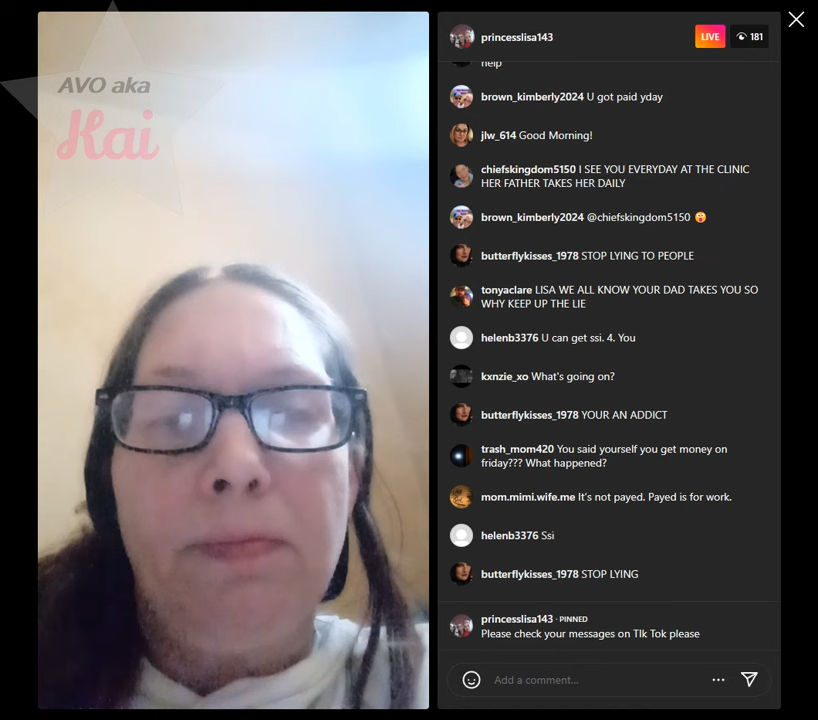 AVO aka
Kai
princesslisa143
LIVE
181
help
brown_kimberly2024 U got paid yday
jlw_614 Good Morning!
chiefskingdom5150 I SEE YOU EVERYDAY AT THE CLINIC
HER FATHER TAKES HER DAILY
brown_kimberly2024 @chiefskingdom5150 😲
butterflykisses_1978 STOP LYING TO PEOPLE
tonyaclare LISA WE ALL KNOW YOUR DAD TAKES YOU SO
WHY KEEP UP THE LIE
helenb3376 U can get ssi. 4. You
kxnzie_xo What's going on?
butterflykisses_1978 YOUR AN ADDICT
trash_mom420 You said yourself you get money on
friday??? What happened?
mom.mimi.wife.me It's not payed. Payed is for work.
helenb3376 Ssi
butterflykisses_1978 STOP LYING
princesslisa143 · PINNED
Please check your messages on TIk Tok please
Add a comment...